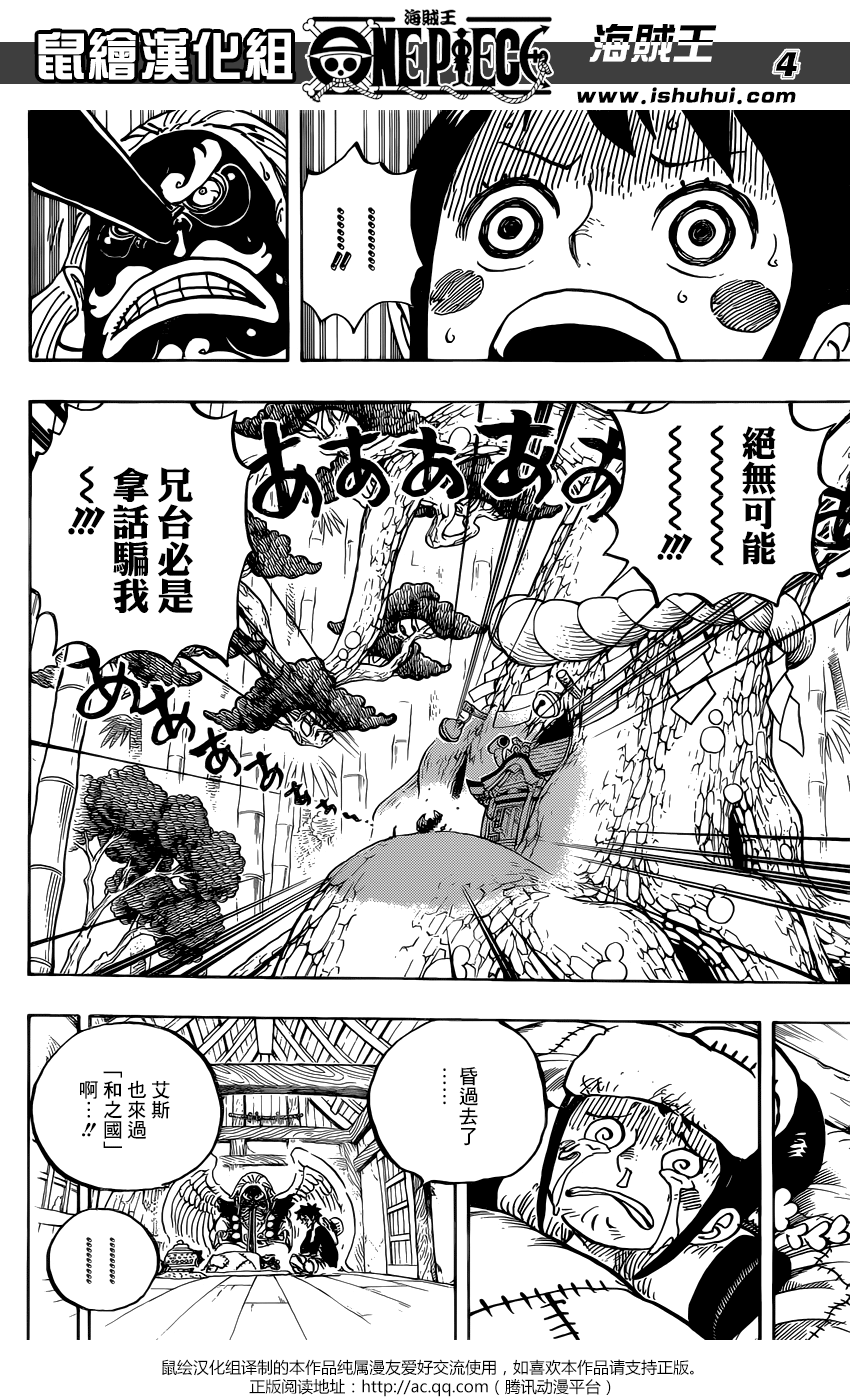 鼠繪漢化組
海賊王
ONE PIECE
海賊王
4
www.ishuhui.com
…………!!
絕無可能
~~~~!!!
兄台必是
拿話騙我
~!!!
あああああ
ああああああ
昏過去了
……
艾斯
也來過
「和之國」
啊…!!
…………
鼠绘汉化组译制的本作品纯属漫友爱好交流使用，如喜欢本作品请支持正版。
正版阅读地址：http://ac.qq.com（腾讯动漫平台）